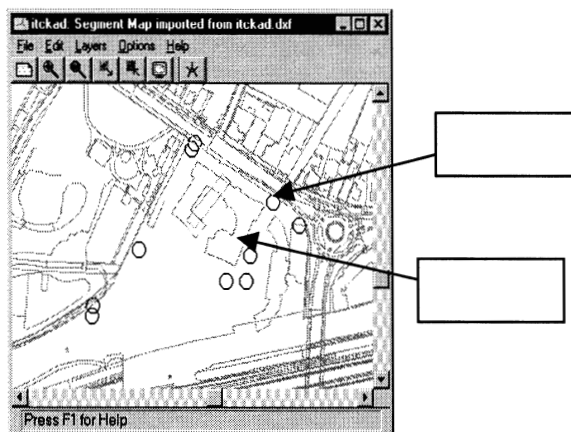 itckad. Segment Map imported from itckad.dxf
File Edit Layers Options Help
Press F1 for Help